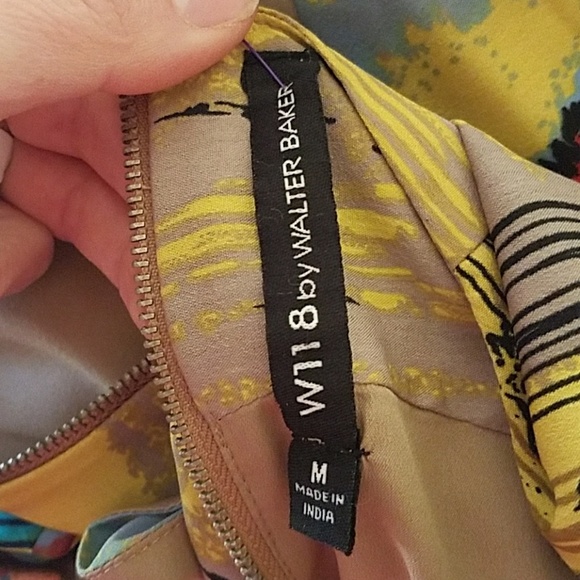 W118 by WALTER BAKER
M
MADE IN
INDIA